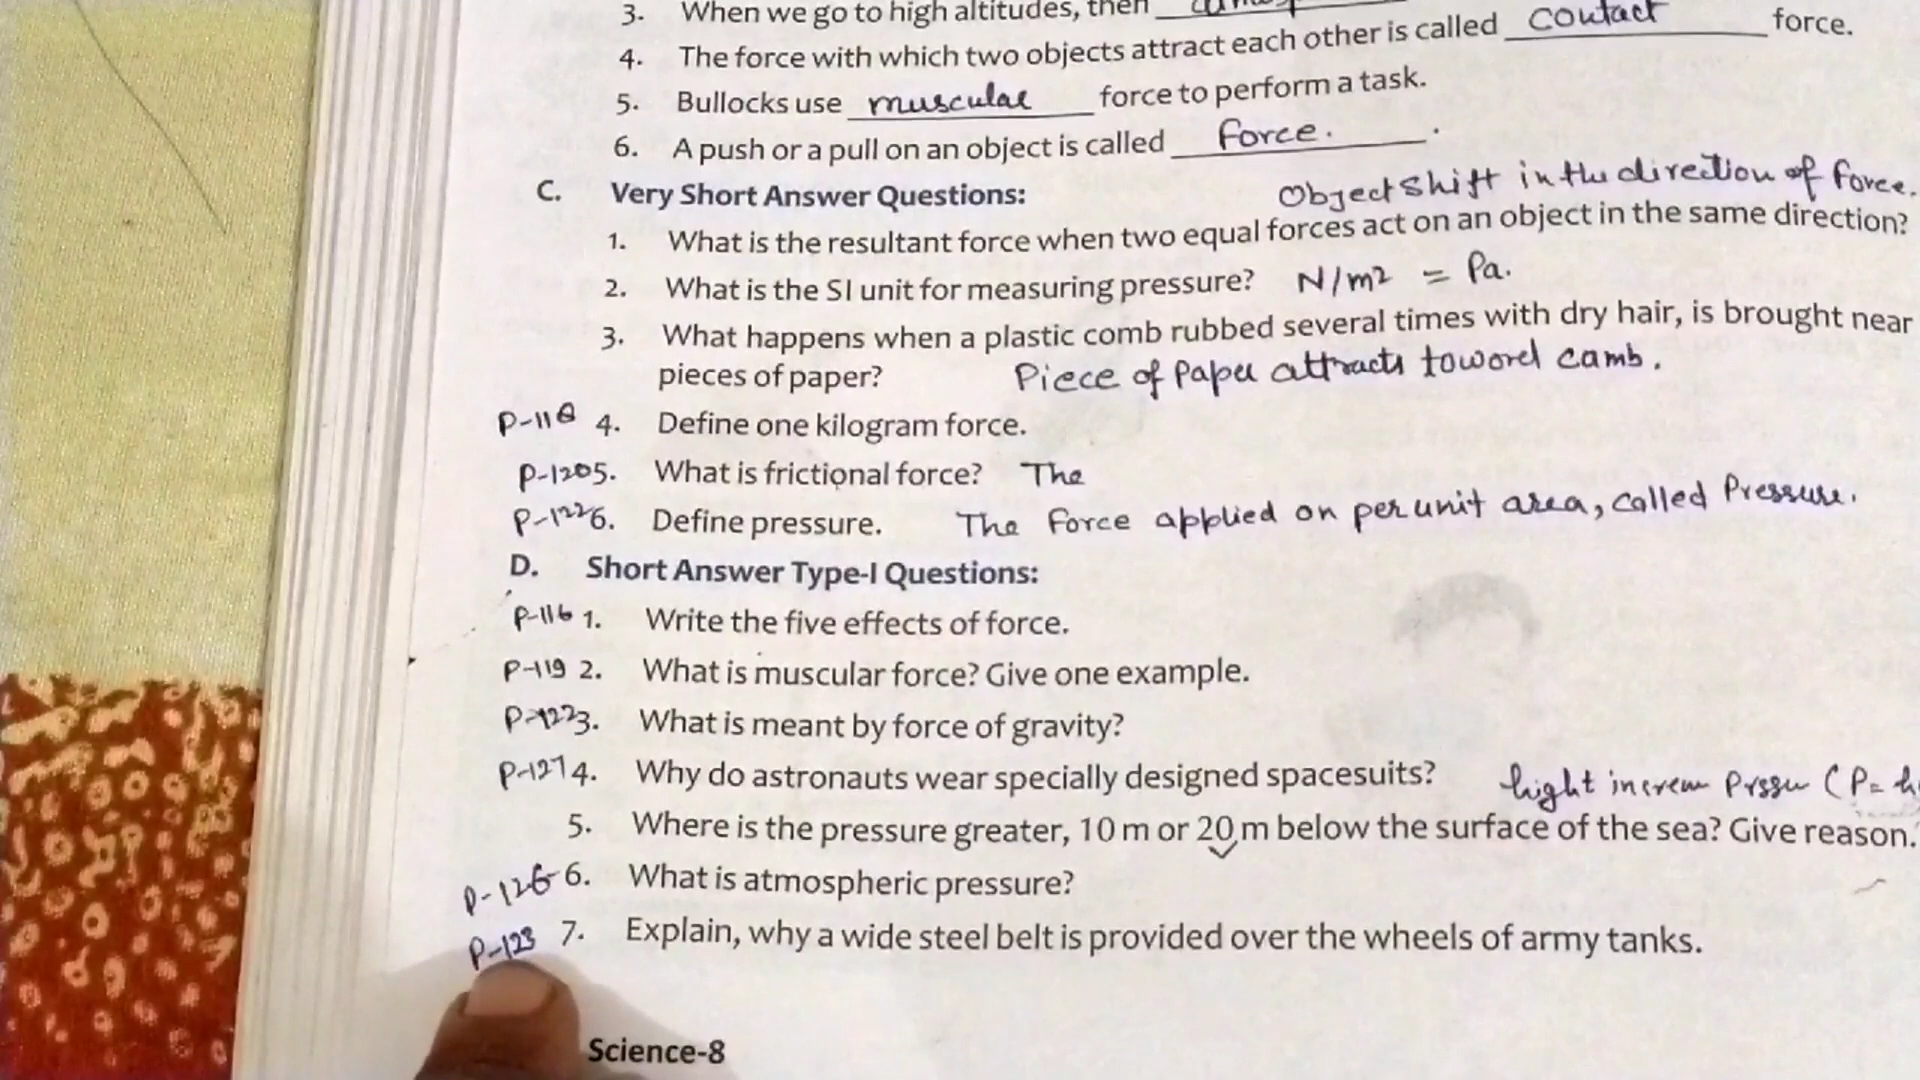 3. When we go to high altitudes, then
4. The force with which two objects attract each other is called contact force.
5. Bullocks use muscular force to perform a task.
6. A push or a pull on an object is called force. .
Object shift in the direction of force.
C. Very Short Answer Questions:
1. What is the resultant force when two equal forces act on an object in the same direction?
2. What is the SI unit for measuring pressure? N/m2 = Pa.
3. What happens when a plastic comb rubbed several times with dry hair, is brought near
pieces of paper? Piece of Paper attracts toword camb.
P-118 4. Define one kilogram force.
P-120 5. What is frictional force? The
P-122 6. Define pressure. The Force applied on per unit area, called Pressure.
D. Short Answer Type-I Questions:
P-116 1. Write the five effects of force.
P-119 2. What is muscular force? Give one example.
P-122 3. What is meant by force of gravity?
P-127 4. Why do astronauts wear specially designed spacesuits?
hight (P=
5. Where is the pressure greater, 10 m or 20 m below the surface of the sea? Give reason.
P-126 6. What is atmospheric pressure?
P-123 7. Explain, why a wide steel belt is provided over the wheels of army tanks.
Science-8